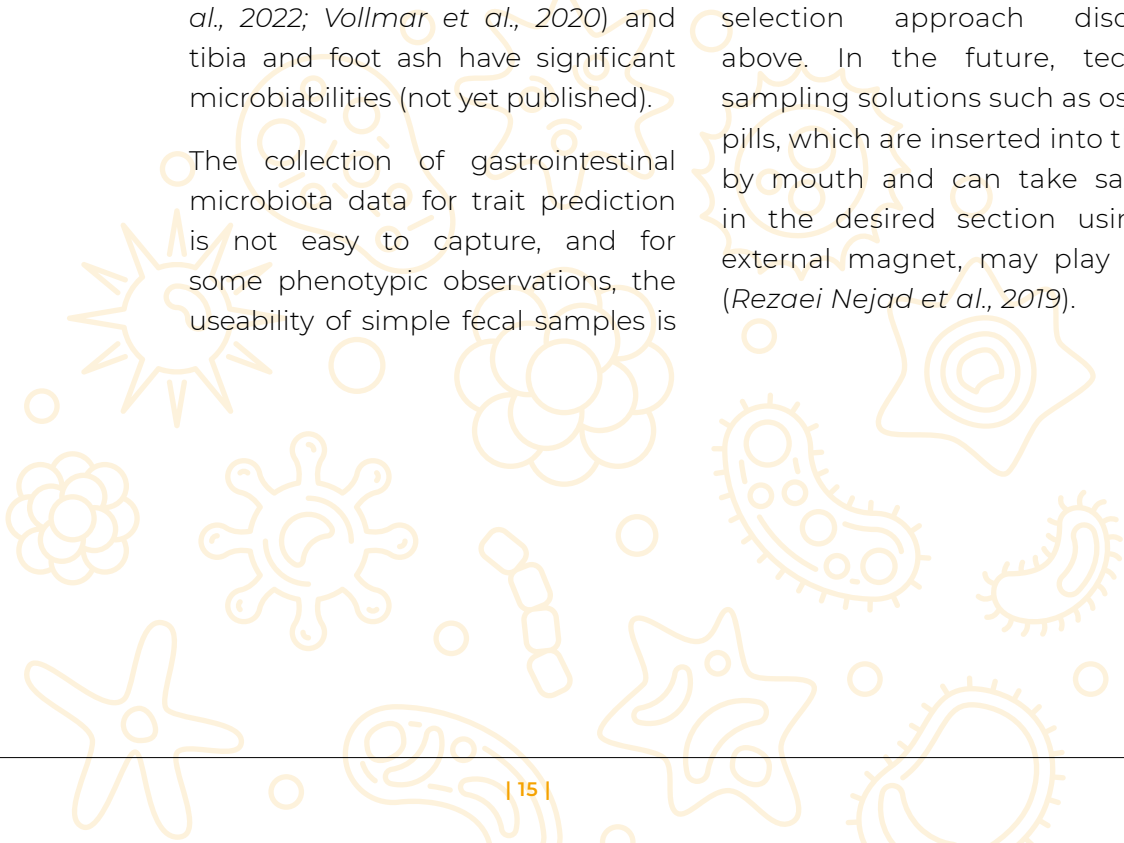 al., 2022; Vollmar et al., 2020) and
tibia and foot ash have significant
microbiabilities (not yet published).
The collection of gastrointestinal
microbiota data for trait prediction
is not easy to capture, and for
some phenotypic observations, the
useability of simple fecal samples is
selection approach
above. In the future,
sampling solutions such as
pills, which are inserted into
by mouth and can take
in the desired section
external magnet, may play
(Rezaei Nejad et al., 2019).
| 15 |